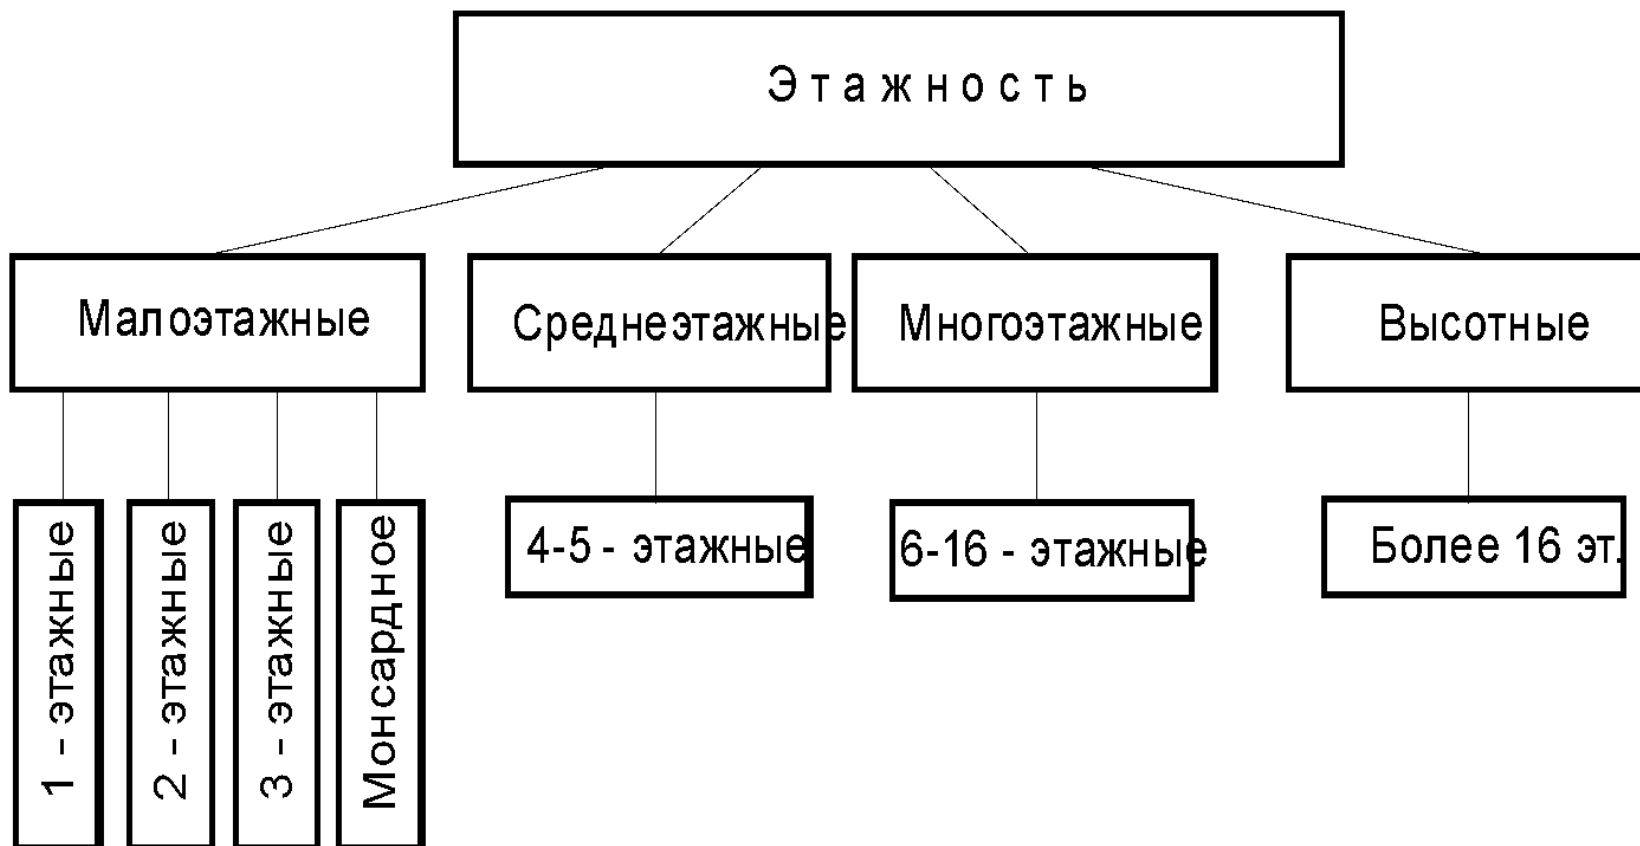 Этажность
Малоэтажные
Среднеэтажные
Многоэтажные
Высотные
1 - этажные
2 - этажные
3 - этажные
Монсардное
4-5 - этажные
6-16 - этажные
Более 16 эт.